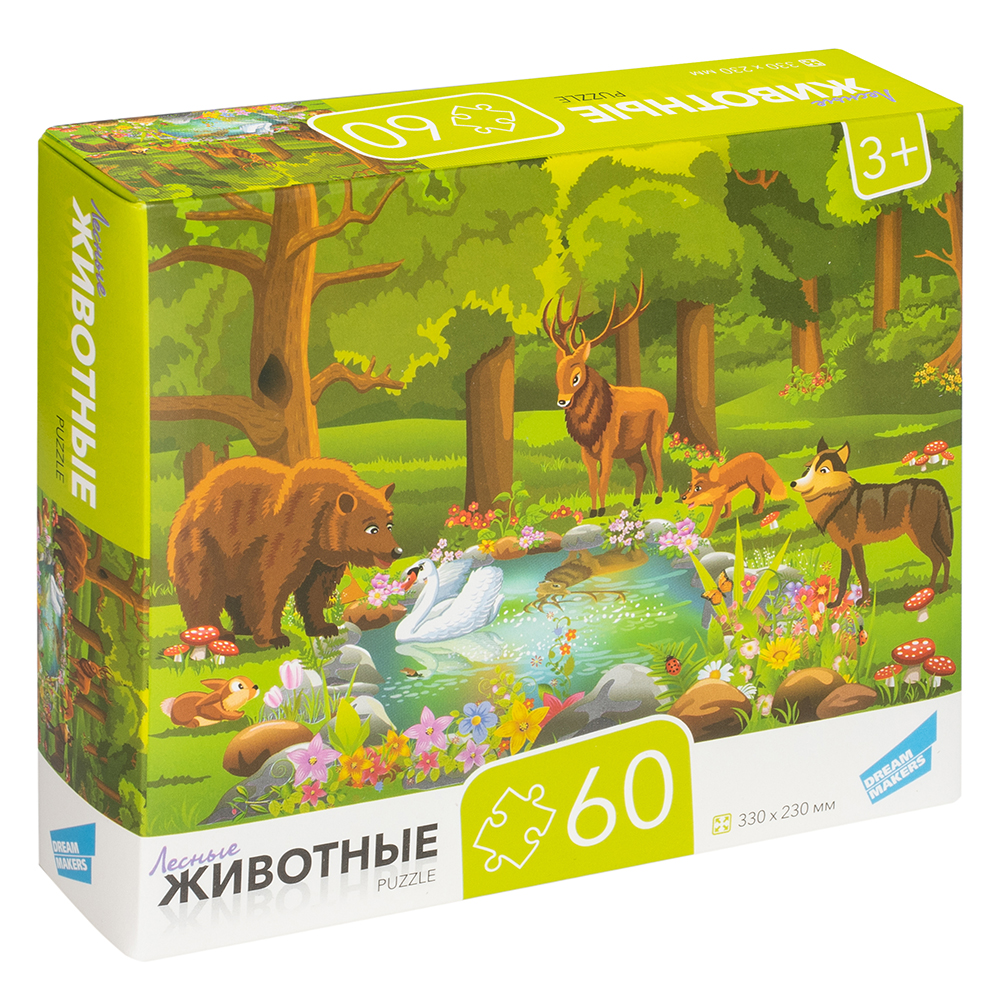 330 x 230 мм
Лесные
ЖИВОТНЫЕ
PUZZLE
60
3+
Лесные
ЖИВОТНЫЕ
PUZZLE
DREAM
MAKERS
Лесные
ЖИВОТНЫЕ
PUZZLE
60
330 x 230 мм
DREAM
MAKERS